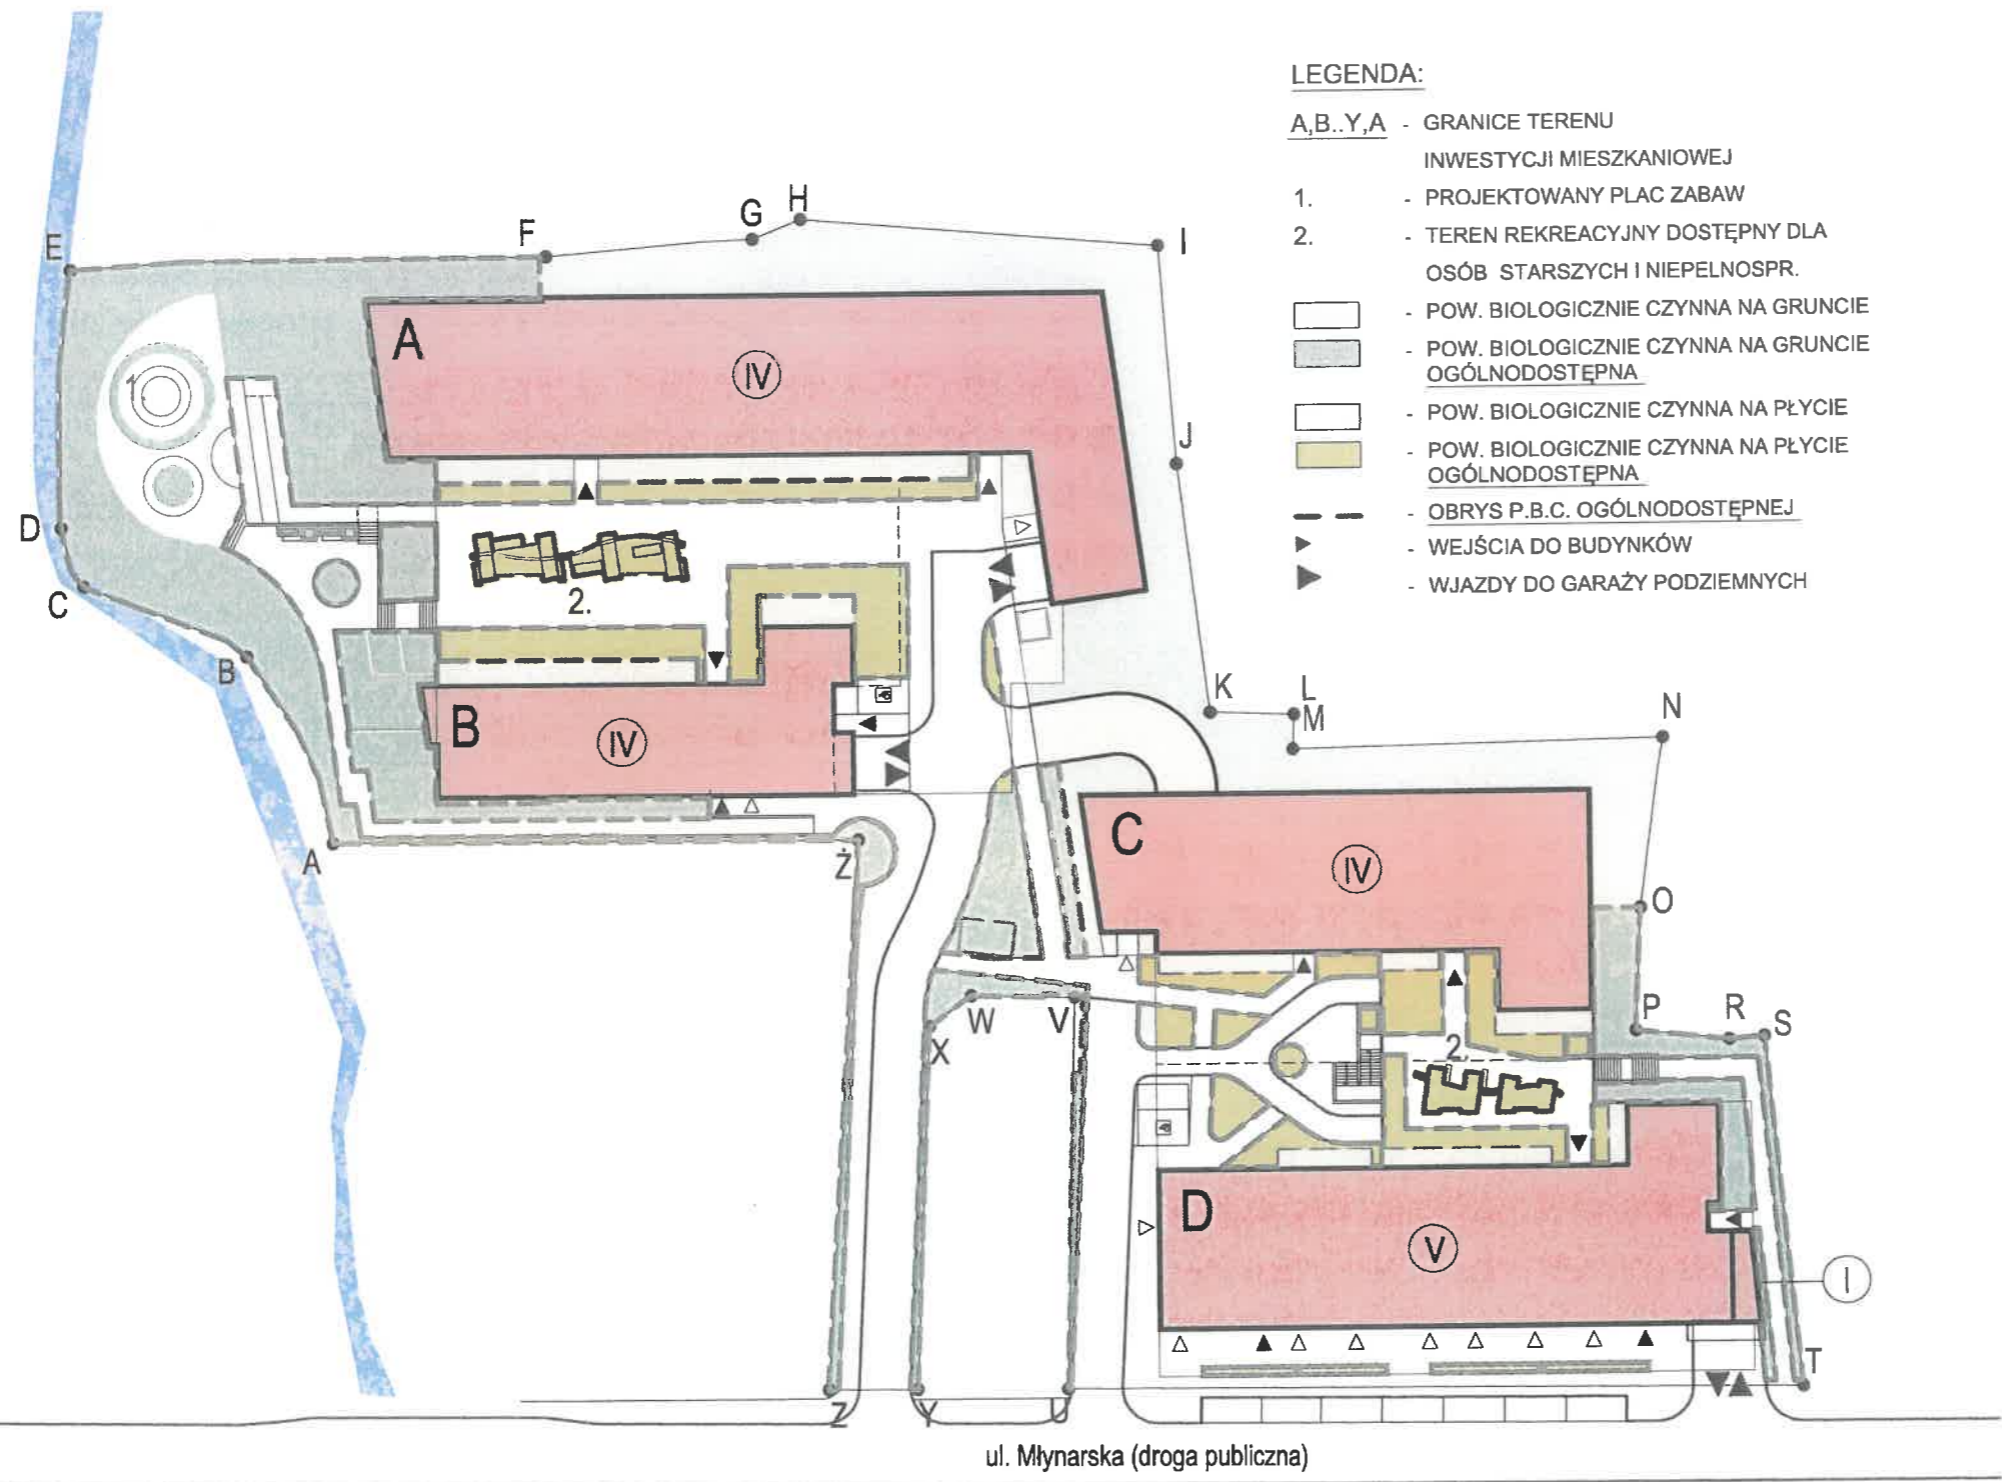 LEGENDA:
A,B..Y,A - GRANICE TERENU
INWESTYCJI MIESZKANIOWEJ
1. - PROJEKTOWANY PLAC ZABAW
2. - TEREN REKREACYJNY DOSTĘPNY DLA
OSÓB STARSZYCH I NIEPELNOSPR.
- POW. BIOLOGICZNIE CZYNNA NA GRUNCIE
- POW. BIOLOGICZNIE CZYNNA NA GRUNCIE
OGÓLNODOSTĘPNA
- POW. BIOLOGICZNIE CZYNNA NA PŁYCIE
- POW. BIOLOGICZNIE CZYNNA NA PŁYCIE
OGÓLNODOSTĘPNA
- OBRYS P.B.C. OGÓLNODOSTĘPNEJ
- WEJŚCIA DO BUDYNKÓW
- WJAZDY DO GARAŻY PODZIEMNYCH
H
G
F
I
E
A
IV
1.
J
D
2.
C
B
K
L
M
N
B
IV
A
Ż
C
IV
O
W
V
X
P
R
S
2.
D
V
I
T
Z
Y
U
ul. Młynarska (droga publiczna)